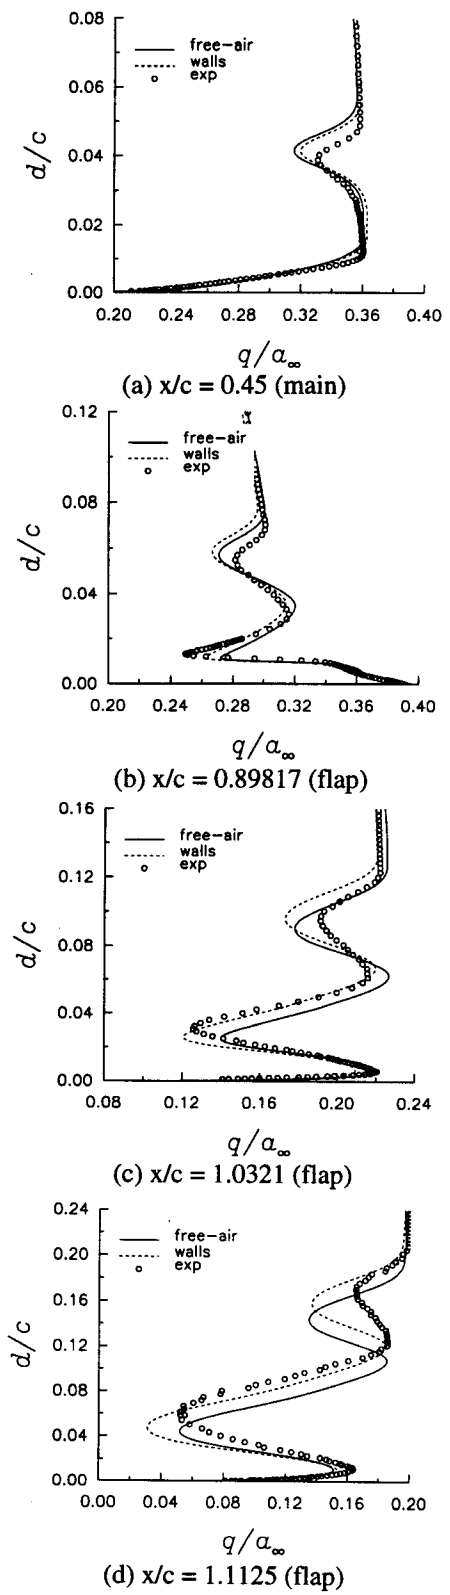 0.08
free-air
walls
exp
0.06
d/c
0.04
0.02
0.00
0.20 0.24 0.28 0.32 0.36 0.40
q/a∞
(a) x/c = 0.45 (main)
0.12
free-air
walls
exp
0.08
d/c
0.04
0.00
0.20 0.24 0.28 0.32 0.36 0.40
q/a∞
(b) x/c = 0.89817 (flap)
0.16
free-air
walls
exp
0.12
d/c
0.08
0.04
0.00
0.08 0.12 0.16 0.20 0.24
q/a∞
(c) x/c = 1.0321 (flap)
0.24
free-air
walls
exp
0.20
0.16
d/c
0.12
0.08
0.04
0.00
0.00 0.04 0.08 0.12 0.16 0.20
q/a∞
(d) x/c = 1.1125 (flap)